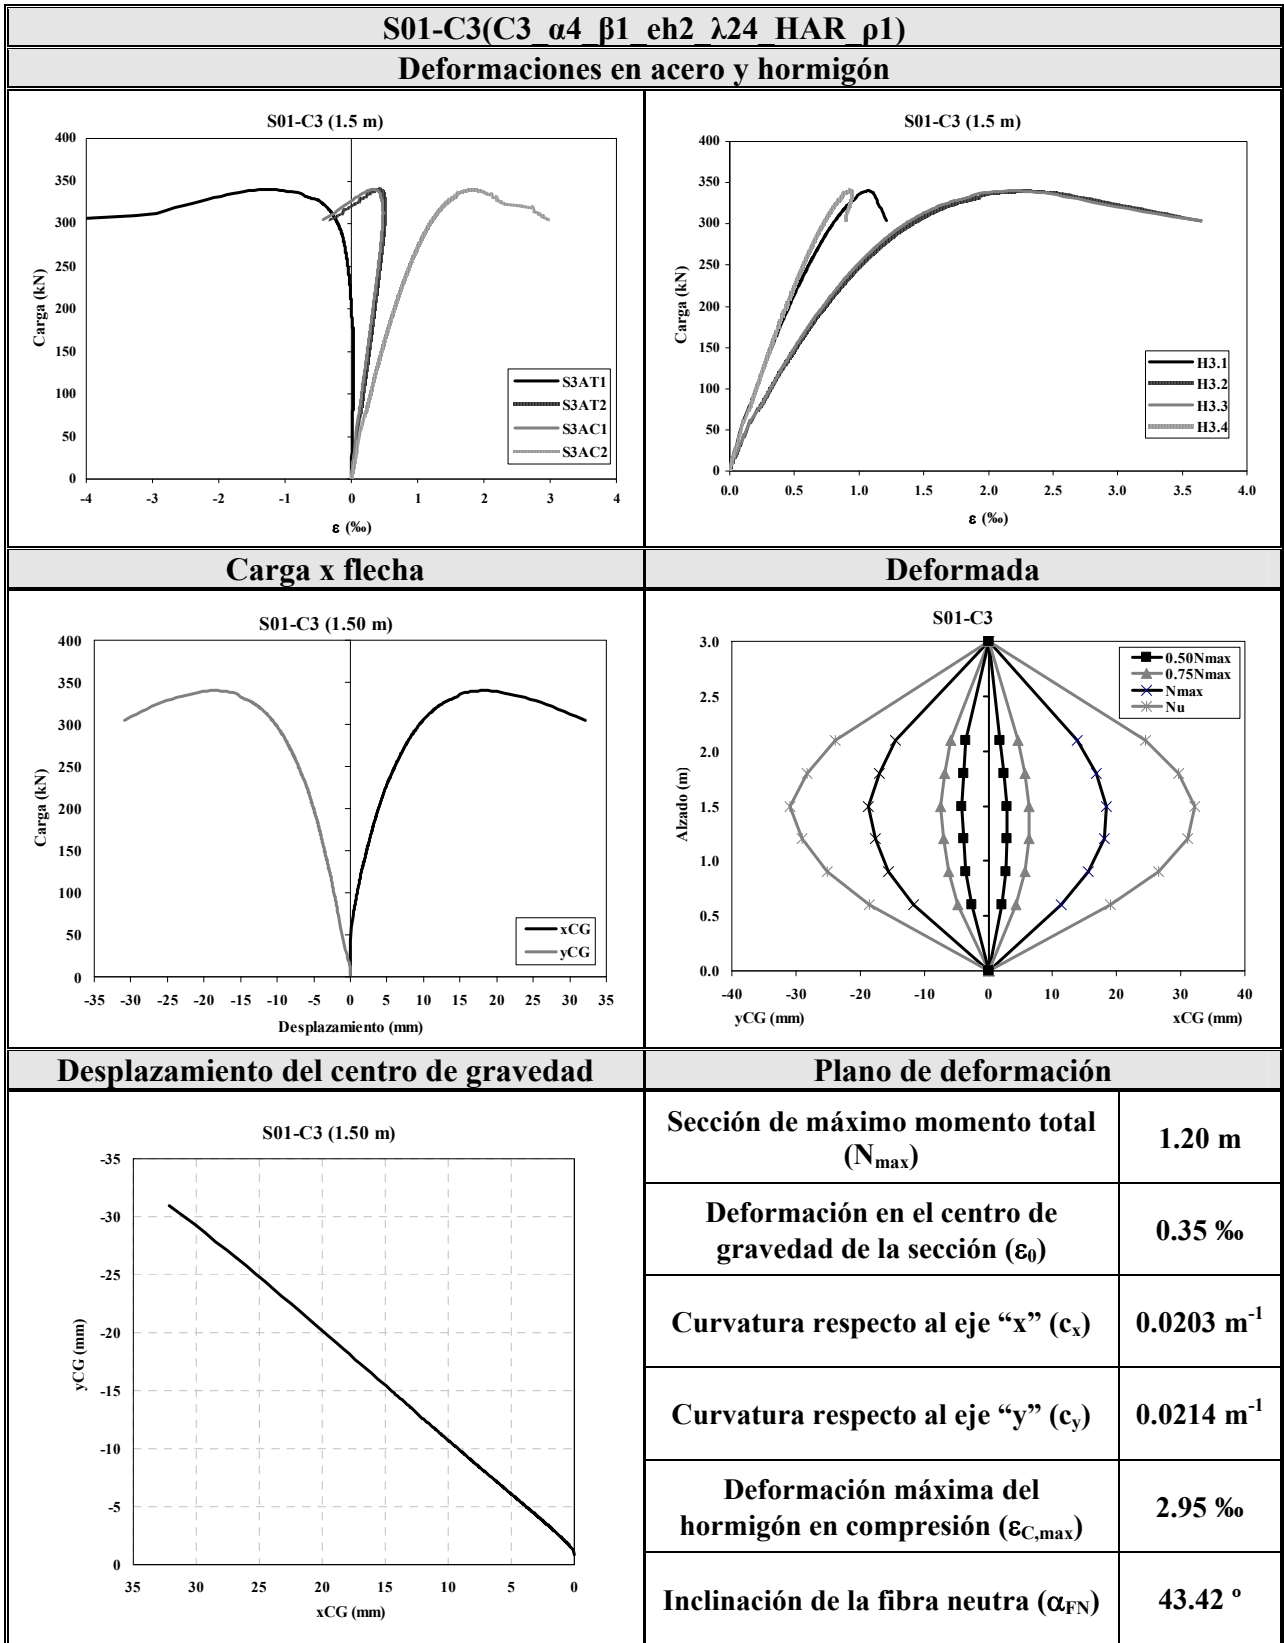 S01-C3(C3_α4_β1_eh2_λ24_HAR_ρ1)
Deformaciones en acero y hormigón
S01-C3 (1.5 m)
400
350
300
250
200
150
100
50
0
Carga (kN)
-4 -3 -2 -1 0 1 2 3 4
ε (‰)
S3AT1
S3AT2
S3AC1
S3AC2
S01-C3 (1.5 m)
400
350
300
250
200
150
100
50
0
Carga (kN)
0.0 0.5 1.0 1.5 2.0 2.5 3.0 3.5 4.0
ε (‰)
H3.1
H3.2
H3.3
H3.4
Carga x flecha
Deformada
S01-C3 (1.50 m)
400
350
300
250
200
150
100
50
0
Carga (kN)
-35 -30 -25 -20 -15 -10 -5 0 5 10 15 20 25 30 35
Desplazamiento (mm)
xCG
yCG
S01-C3
3.0
2.5
2.0
1.5
1.0
0.5
0.0
Alzado (m)
-40 -30 -20 -10 0 10 20 30 40
yCG (mm) xCG (mm)
0.50Nmax
0.75Nmax
Nmax
Nu
Desplazamiento del centro de gravedad
Plano de deformación
S01-C3 (1.50 m)
-35
-30
-25
-20
-15
-10
-5
0
yCG (mm)
35 30 25 20 15 10 5 0
xCG (mm)
Sección de máximo momento total
(Nmax)
1.20 m
Deformación en el centro de
gravedad de la sección (ε0)
0.35 ‰
Curvatura respecto al eje “x” (cx)
0.0203 m-1
Curvatura respecto al eje “y” (cy)
0.0214 m-1
Deformación máxima del
hormigón en compresión (εC,max)
2.95 ‰
Inclinación de la fibra neutra (αFN)
43.42 º